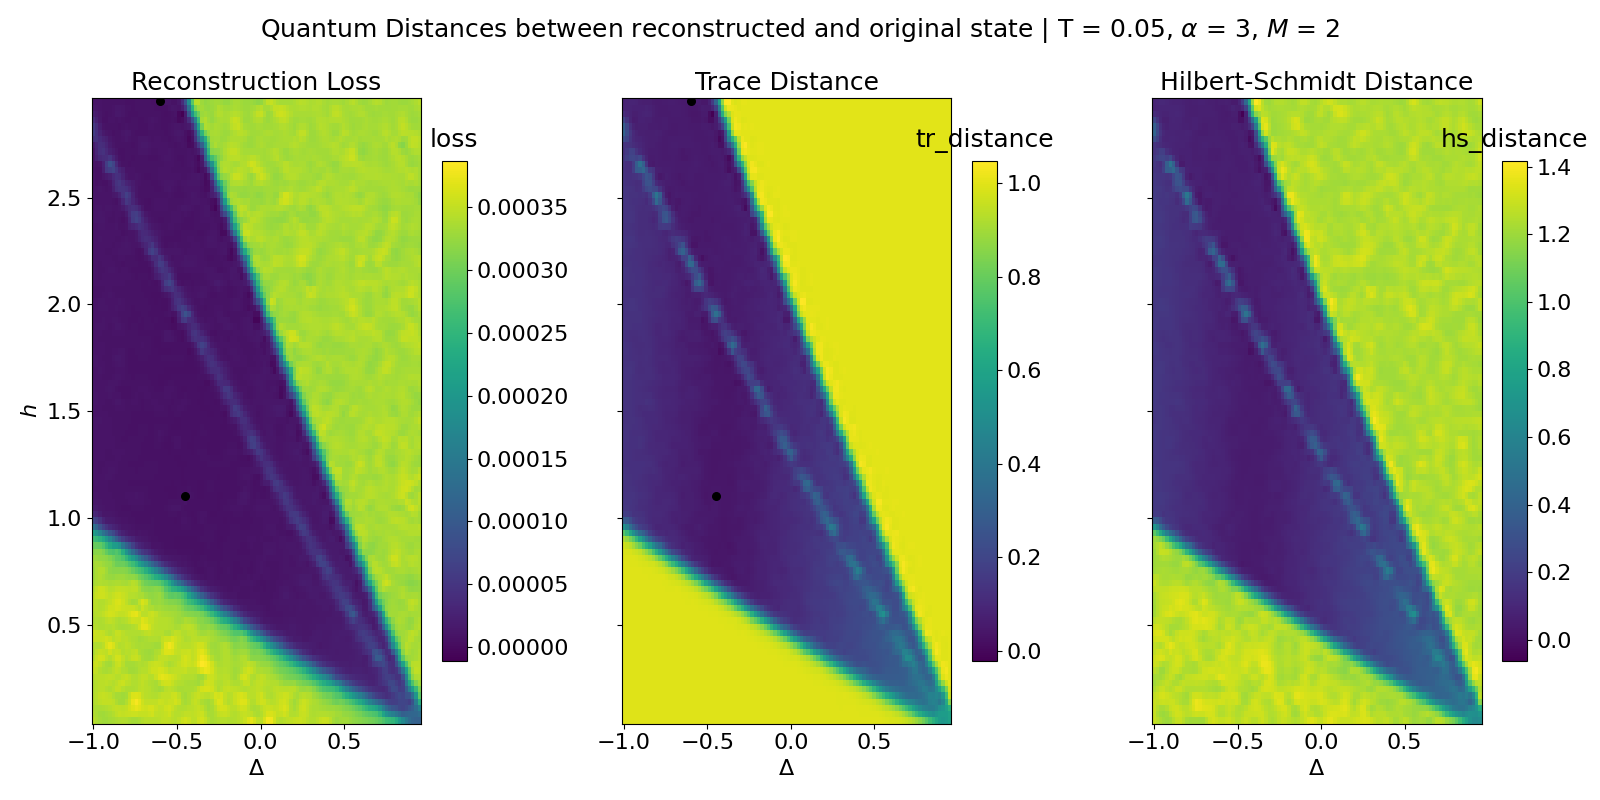 Quantum Distances between reconstructed and original state | T = 0.05, α = 3, M = 2
Reconstruction Loss
Trace Distance
Hilbert-Schmidt Distance
h
2.5
2.0
1.5
1.0
0.5
−1.0 −0.5 0.0 0.5
Δ
loss
0.00035
0.00030
0.00025
0.00020
0.00015
0.00010
0.00005
0.00000
−1.0 −0.5 0.0 0.5
Δ
tr_distance
1.0
0.8
0.6
0.4
0.2
0.0
−1.0 −0.5 0.0 0.5
Δ
hs_distance
1.4
1.2
1.0
0.8
0.6
0.4
0.2
0.0